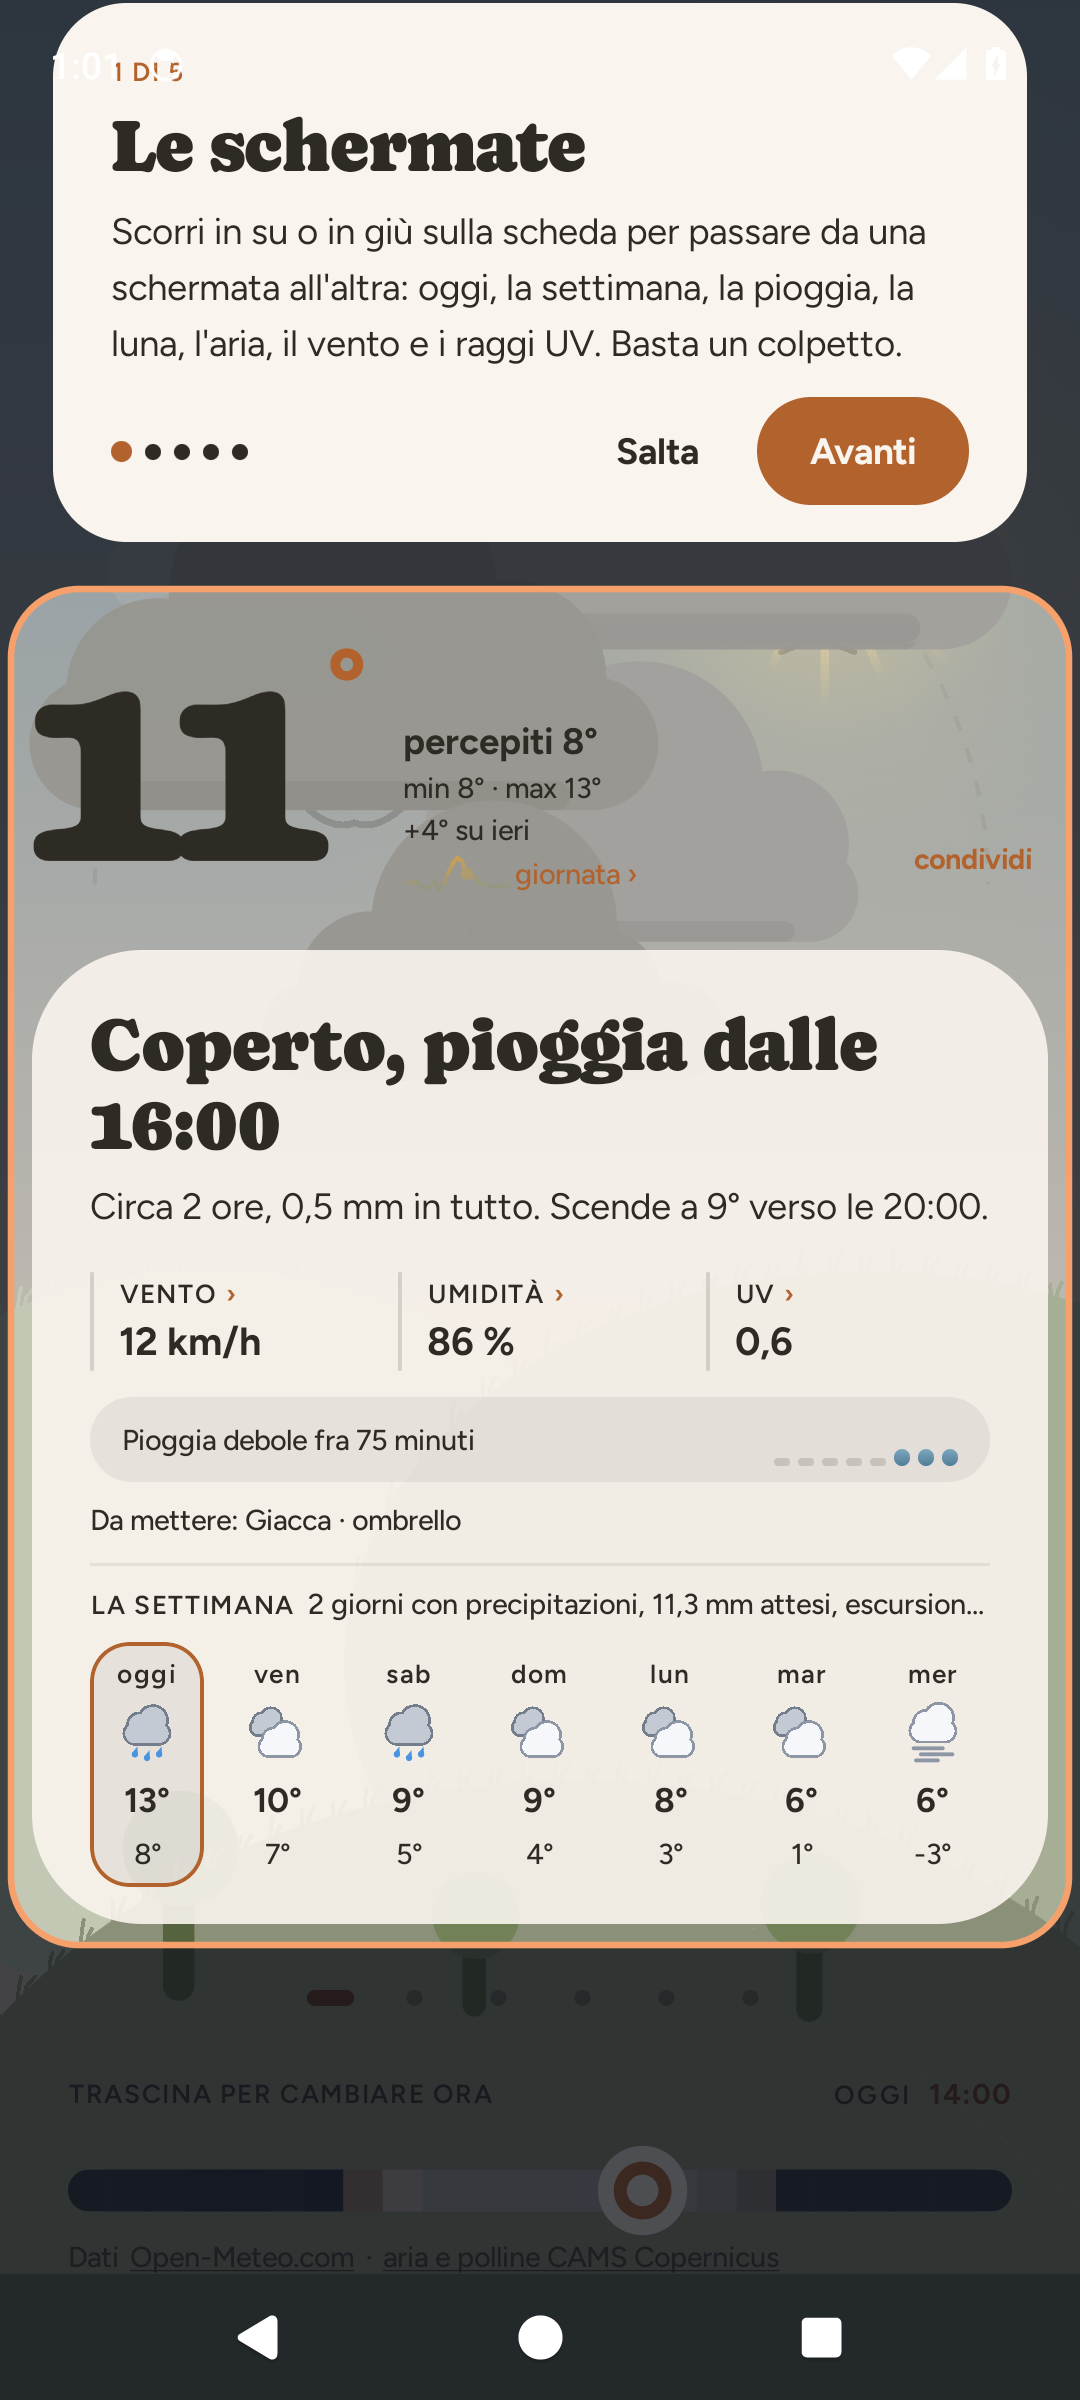 1:01
1 DI 5
Le schermate
Scorri in su o in giù sulla scheda per passare da una
schermata all'altra: oggi, la settimana, la pioggia, la
luna, l'aria, il vento e i raggi UV. Basta un colpetto.
Salta
Avanti
11°
percepiti 8°
min 8° · max 13°
+4° su ieri
giornata ›
condividi
Coperto, pioggia dalle
16:00
Circa 2 ore, 0,5 mm in tutto. Scende a 9° verso le 20:00.
VENTO › UMIDITÀ › UV ›
12 km/h 86 % 0,6
Pioggia debole fra 75 minuti
Da mettere: Giacca · ombrello
LA SETTIMANA 2 giorni con precipitazioni, 11,3 mm attesi, escursion...
oggi ven sab dom lun mar mer
13° 10° 9° 9° 8° 6° 6°
8° 7° 5° 4° 3° 1° -3°
TRASCINA PER CAMBIARE ORA OGGI 14:00
Dati Open-Meteo.com · aria e polline CAMS Copernicus